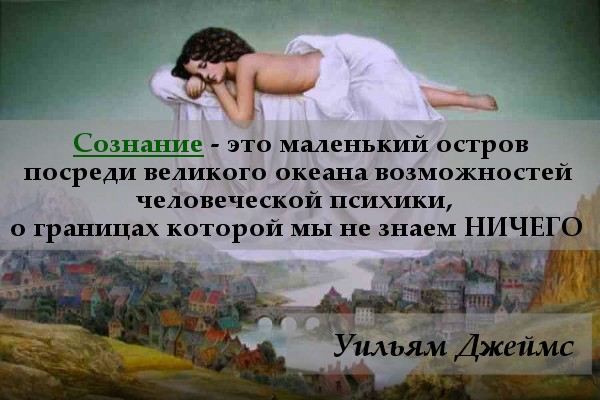 Сознание - это маленький остров
посреди великого океана возможностей
человеческой психики,
о границах которой мы не знаем НИЧЕГО
Уильям Джеймс